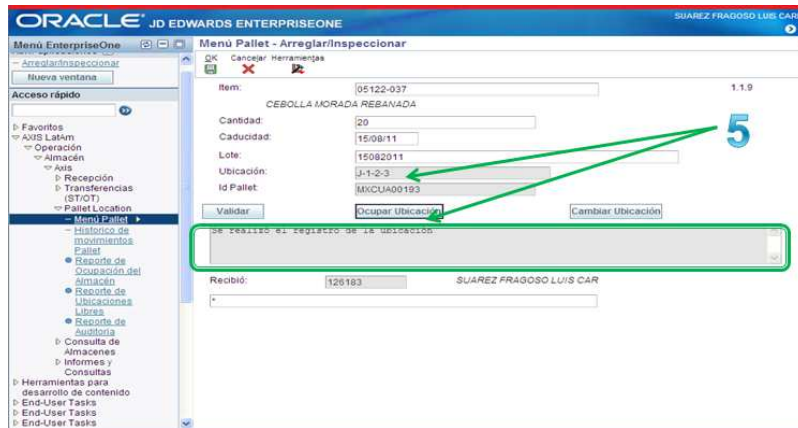 ORACLE JD EDWARDS ENTERPRISEONE
SUAREZ FRAGOSO LUIS CAR
Menú EnterpriseOne
Menú Pallet - Arreglar/Inspeccionar
Arreglar/Inspeccionar
Nueva ventana
Acceso rápido
Favoritos
AXIS LatAm
Operación
Almacén
Axis
Recepción
Transferencias
(ST/OT)
Pallet Location
Menú Pallet
Historico de
movimientos
Pallet
Reporte de
Ocupación del
Almacén
Reporte de
Ubicaciones
Libres
Reporte de
Auditoria
Consulta de
Almacenes
Informes y
Consultas
Herramientas para
desarrollo de contenido
End-User Tasks
End-User Tasks
End-User Tasks
OK Cancelar Herramientas
Item: 05122-037 1.1.9
CEBOLLA MORADA REBANADA
Cantidad: 20
Caducidad: 15/08/11
Lote: 15082011
Ubicación: J-1-2-3
Id Pallet: MXCUA00193
5
Validar Ocupar Ubicación Cambiar Ubicación
Se realizo el registro de la ubicacion
Recibió: 126183 SUAREZ FRAGOSO LUIS CAR
*